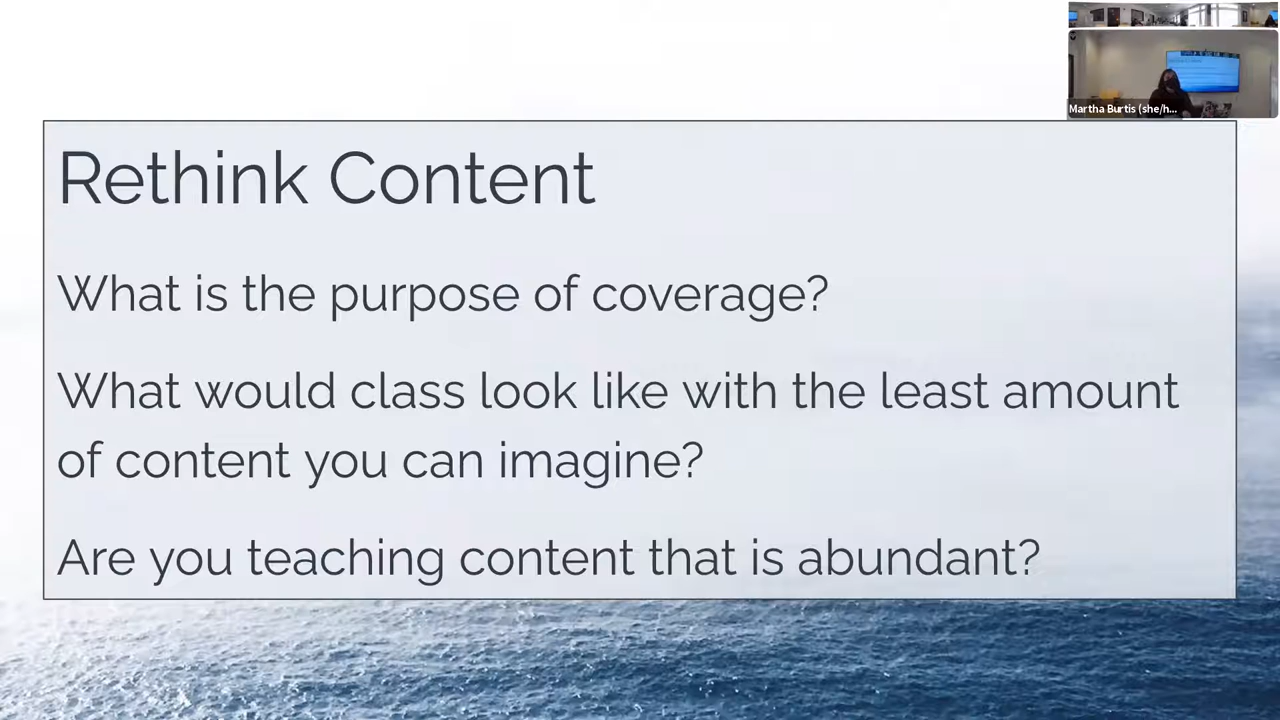 Martha Burtis (she/h...
Rethink Content
What is the purpose of coverage?
What would class look like with the least amount
of content you can imagine?
Are you teaching content that is abundant?